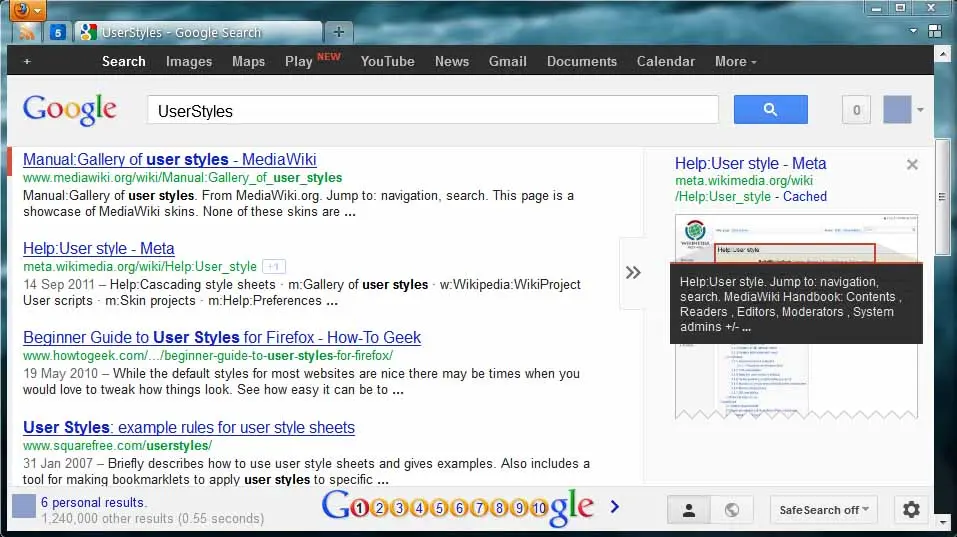 5 UserStyles - Google Search +
+ Search Images Maps Play NEW YouTube News Gmail Documents Calendar More
Google UserStyles 0
Manual:Gallery of user styles - MediaWiki
www.mediawiki.org/wiki/Manual:Gallery_of_user_styles
Manual:Gallery of user styles. From MediaWiki.org. Jump to: navigation, search. This page is a
showcase of MediaWiki skins. None of these skins are ...
Help:User style - Meta
meta.wikimedia.org/wiki/Help:User_style +1
14 Sep 2011 – Help:Cascading style sheets · m:Gallery of user styles · w:Wikipedia:WikiProject
User scripts · m:Skin projects · m:Help:Preferences ...
Beginner Guide to User Styles for Firefox - How-To Geek
www.howtogeek.com/.../beginner-guide-to-user-styles-for-firefox/
19 May 2010 – While the default styles for most websites are nice there may be times when you
would love to tweak how things look. See how easy it can be to ...
User Styles: example rules for user style sheets
www.squarefree.com/userstyles/
31 Jan 2007 – Briefly describes how to use user style sheets and gives examples. Also includes a
tool for making bookmarklets to apply user styles to specific ...
Help:User style - Meta
meta.wikimedia.org/wiki
/Help:User_style - Cached
WIKIMEDIA
Help:User style
Help:User style. Jump to: navigation,
search. MediaWiki Handbook: Contents ,
Readers , Editors, Moderators , System
admins +/- ...
6 personal results.
1,240,000 other results (0.55 seconds)
Goooooooooogle
1 2 3 4 5 6 7 8 9 10
SafeSearch off